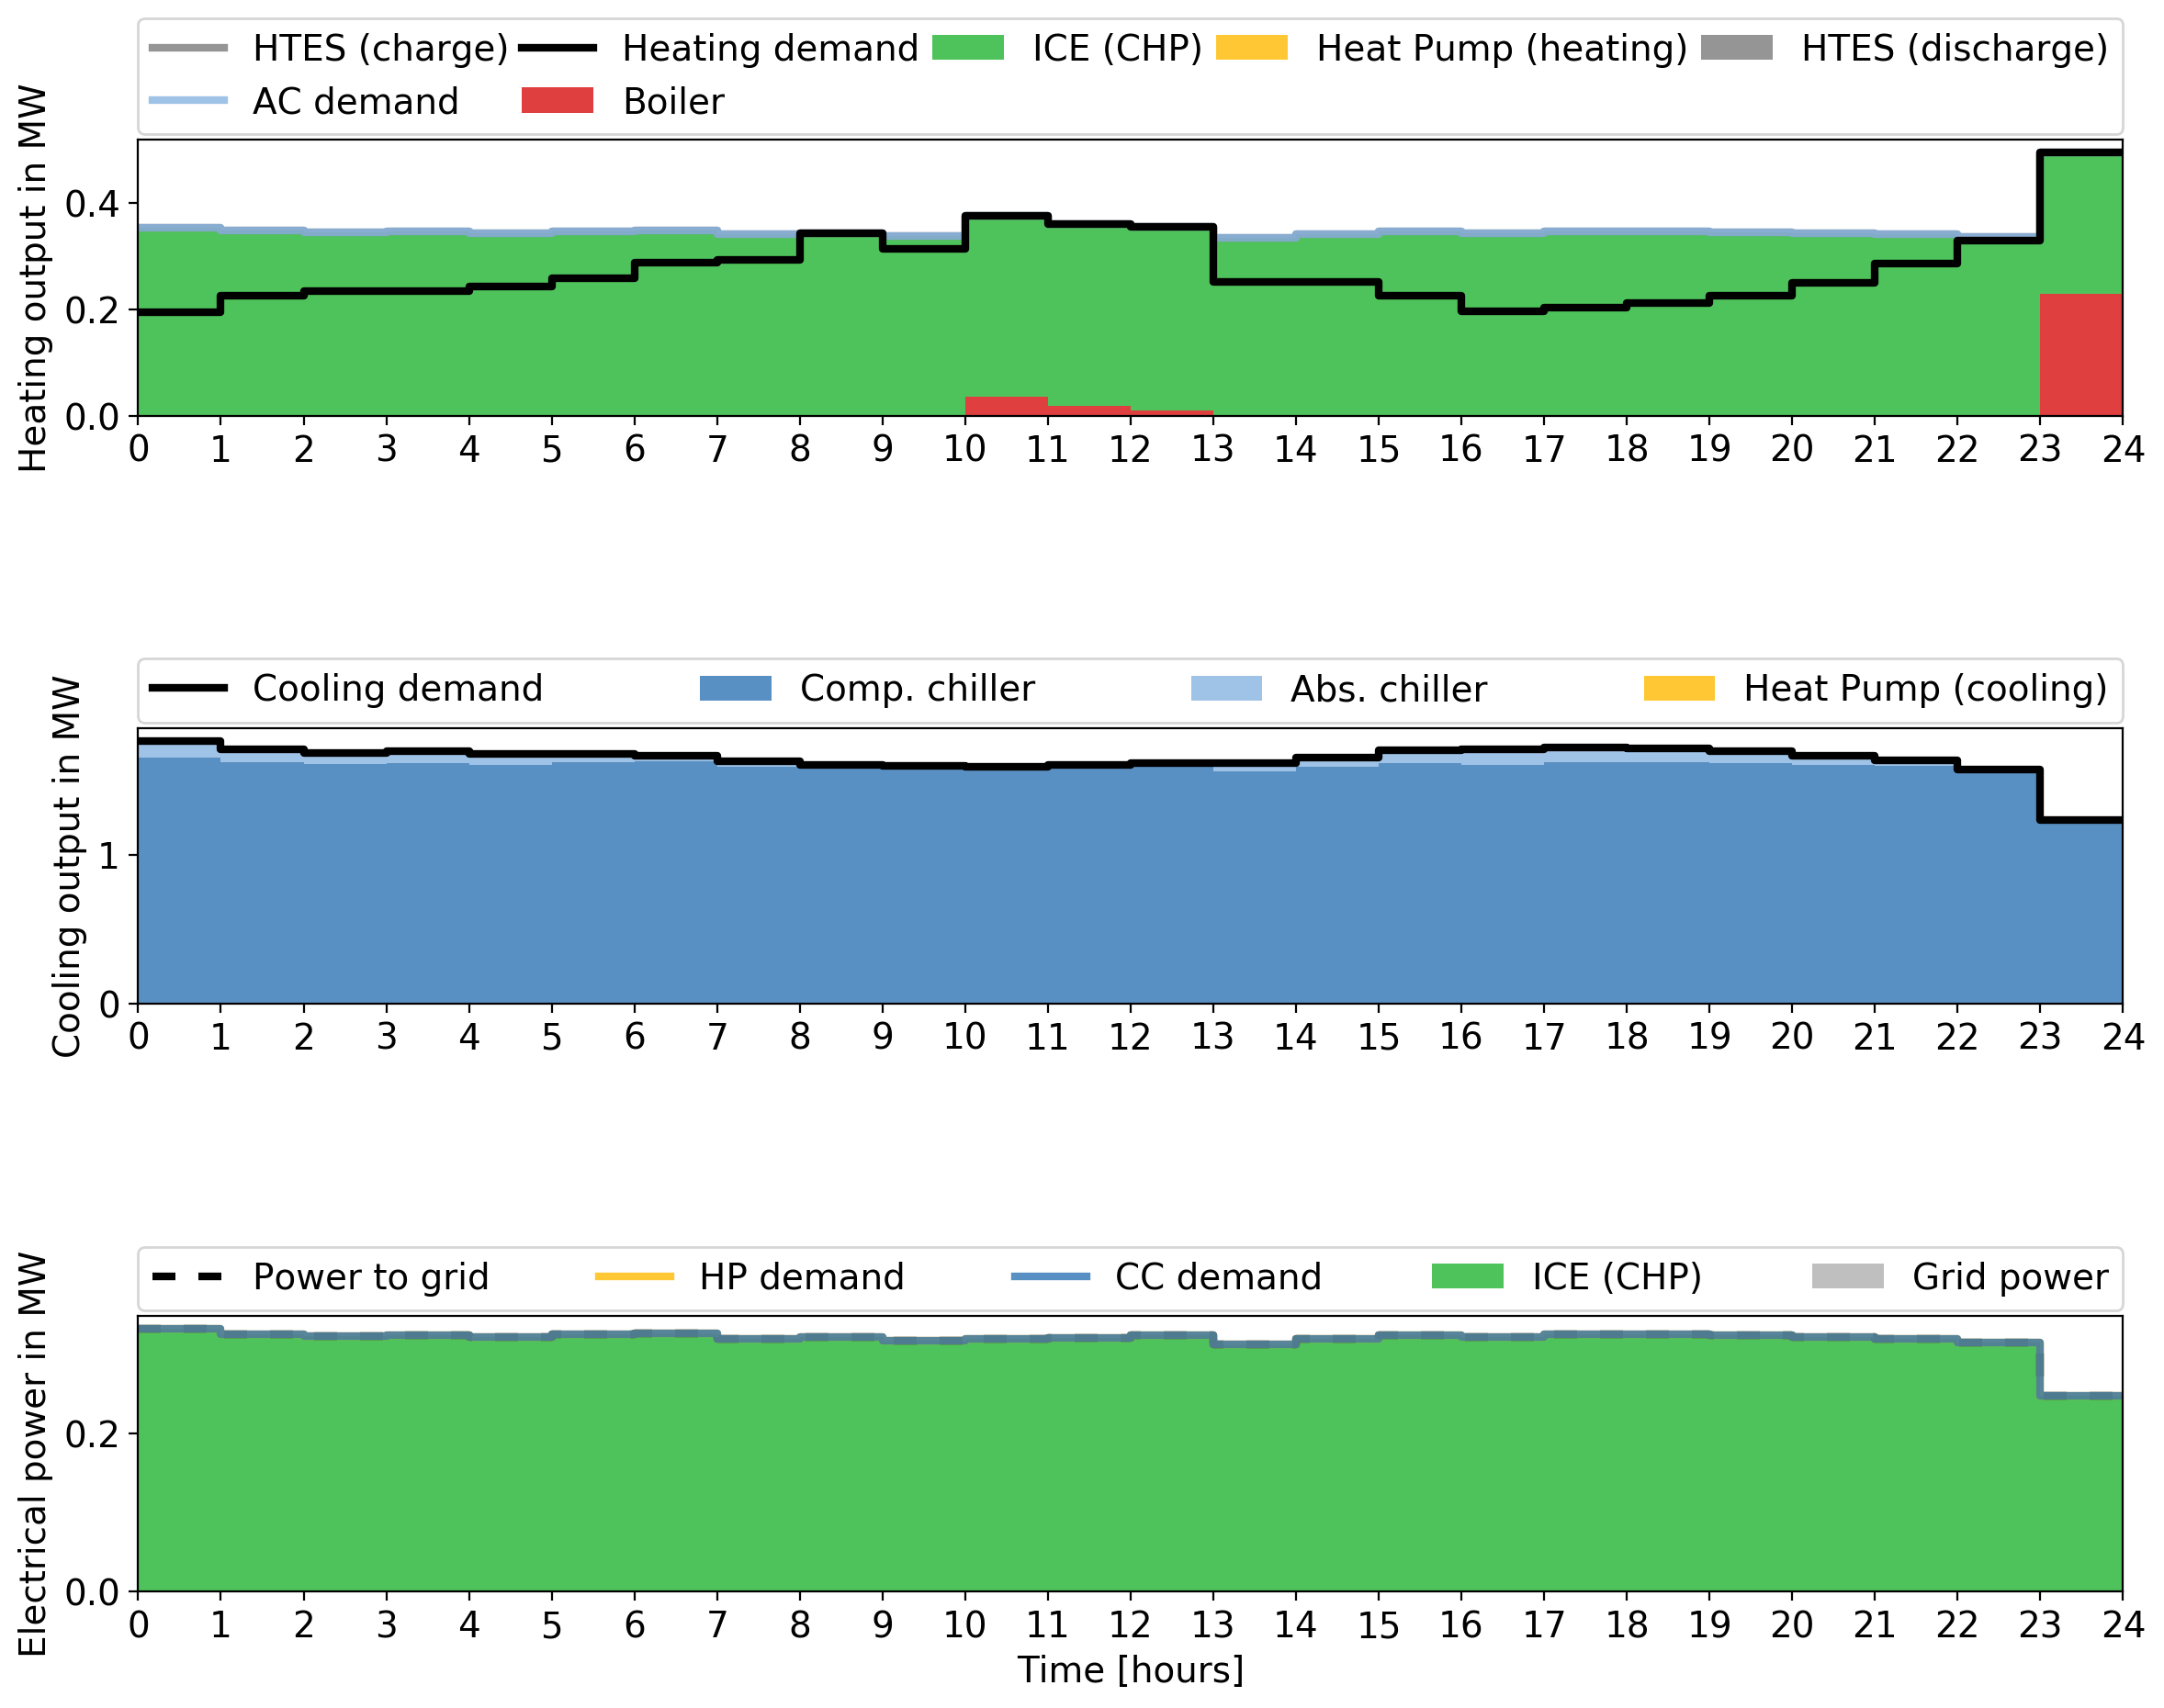 HTES (charge) Heating demand ICE (CHP) Heat Pump (heating) HTES (discharge)
AC demand Boiler
Heating output in MW
0.4
0.2
0.0
0 1 2 3 4 5 6 7 8 9 10 11 12 13 14 15 16 17 18 19 20 21 22 23 24
Cooling demand Comp. chiller Abs. chiller Heat Pump (cooling)
Cooling output in MW
1
0
0 1 2 3 4 5 6 7 8 9 10 11 12 13 14 15 16 17 18 19 20 21 22 23 24
Power to grid HP demand CC demand ICE (CHP) Grid power
Electrical power in MW
0.2
0.0
0 1 2 3 4 5 6 7 8 9 10 11 12 13 14 15 16 17 18 19 20 21 22 23 24
Time [hours]